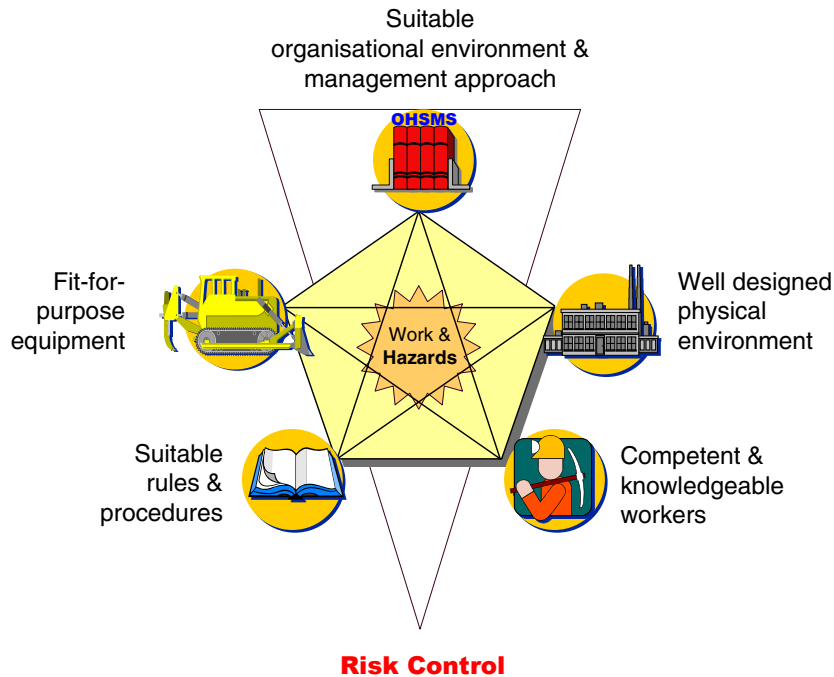 Suitable
organisational environment &
management approach
OHSMS
Fit-for-
purpose
equipment
Well designed
physical
environment
Work &
Hazards
Suitable
rules &
procedures
Competent &
knowledgeable
workers
Risk Control